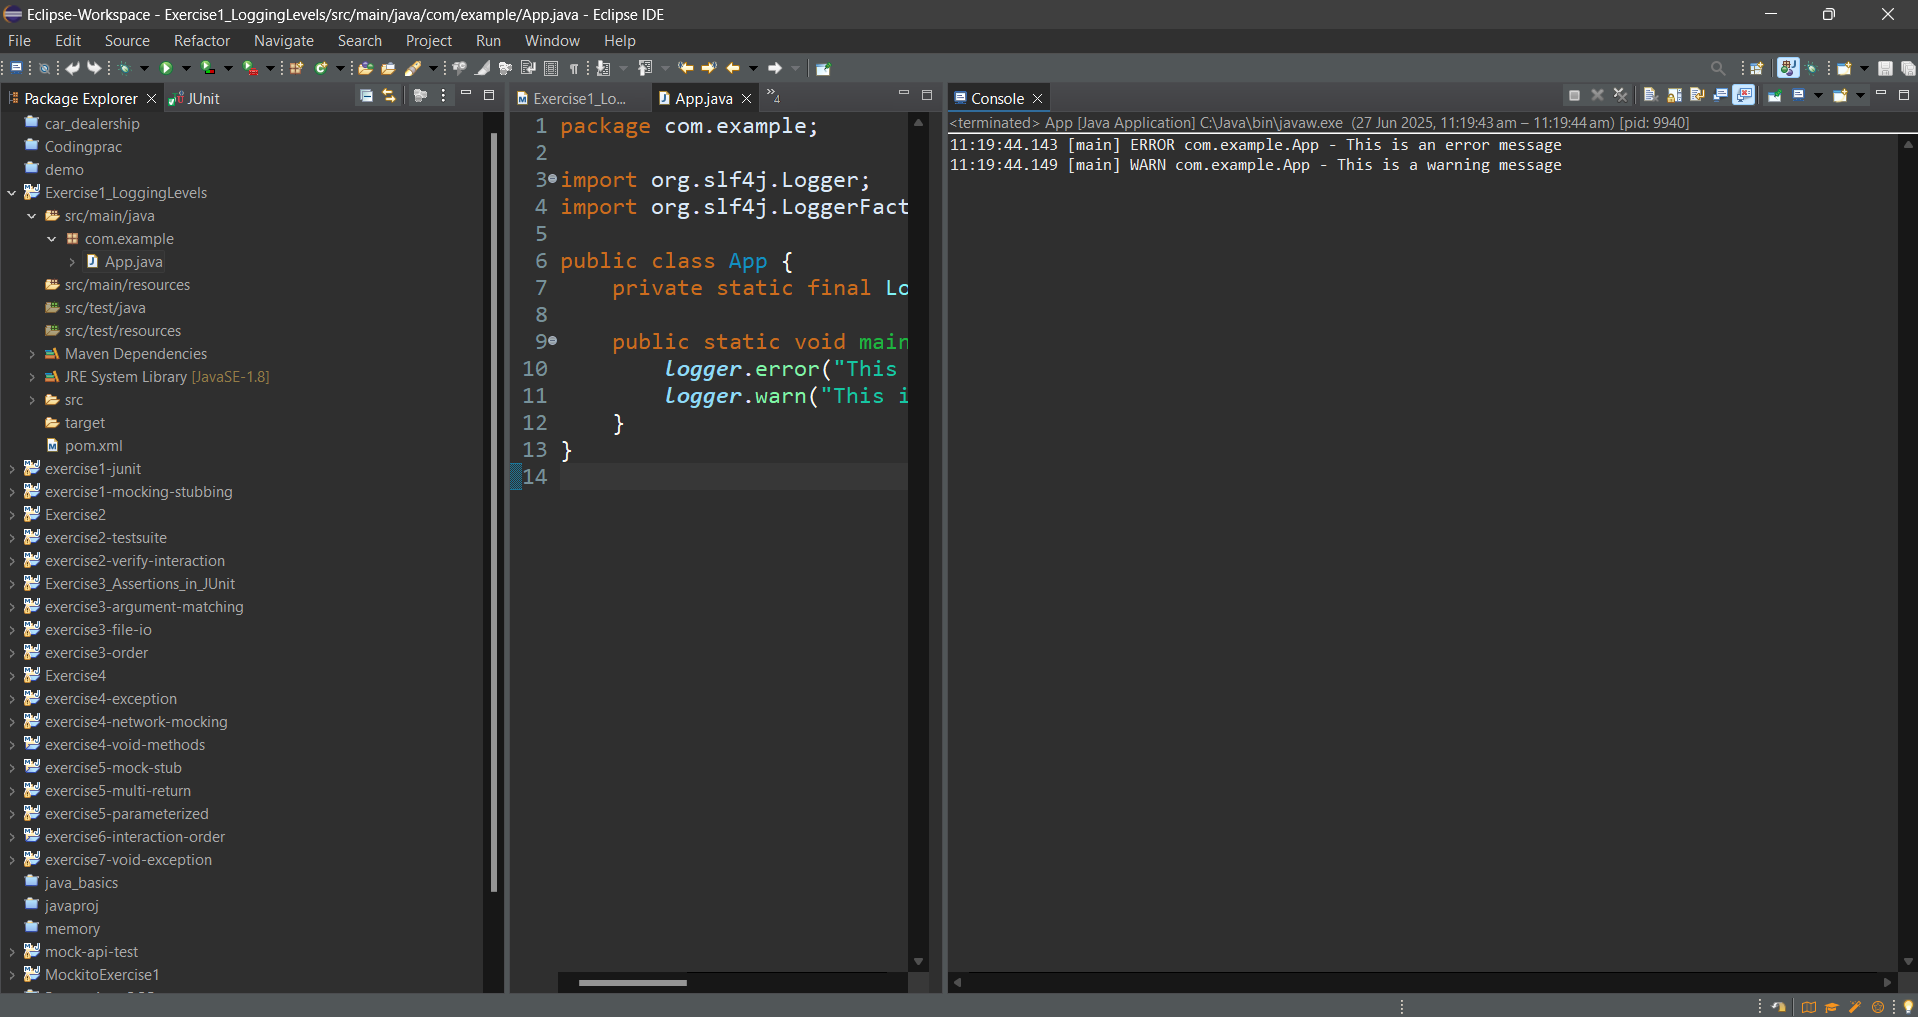 Eclipse-Workspace - Exercise1_LoggingLevels/src/main/java/com/example/App.java - Eclipse IDE
File Edit Source Refactor Navigate Search Project Run Window Help
Package Explorer
JUnit
car_dealership
Codingprac
demo
Exercise1_LoggingLevels
src/main/java
com.example
App.java
src/main/resources
src/test/java
src/test/resources
Maven Dependencies
JRE System Library [JavaSE-1.8]
src
target
pom.xml
exercise1-junit
exercise1-mocking-stubbing
Exercise2
exercise2-testsuite
exercise2-verify-interaction
Exercise3_Assertions_in_JUnit
exercise3-argument-matching
exercise3-file-io
exercise3-order
Exercise4
exercise4-exception
exercise4-network-mocking
exercise4-void-methods
exercise5-mock-stub
exercise5-multi-return
exercise5-parameterized
exercise6-interaction-order
exercise7-void-exception
java_basics
javaproj
memory
mock-api-test
MockitoExercise1
Exercise1_Lo...
App.java
4
1 package com.example;
2
3 import org.slf4j.Logger;
4 import org.slf4j.LoggerFact
5
6 public class App {
7 private static final Lo
8
9 public static void main
10 logger.error("This
11 logger.warn("This i
12 }
13 }
14
Console
<terminated> App [Java Application] C:\Java\bin\javaw.exe (27 Jun 2025, 11:19:43 am – 11:19:44 am) [pid: 9940]
11:19:44.143 [main] ERROR com.example.App - This is an error message
11:19:44.149 [main] WARN com.example.App - This is a warning message